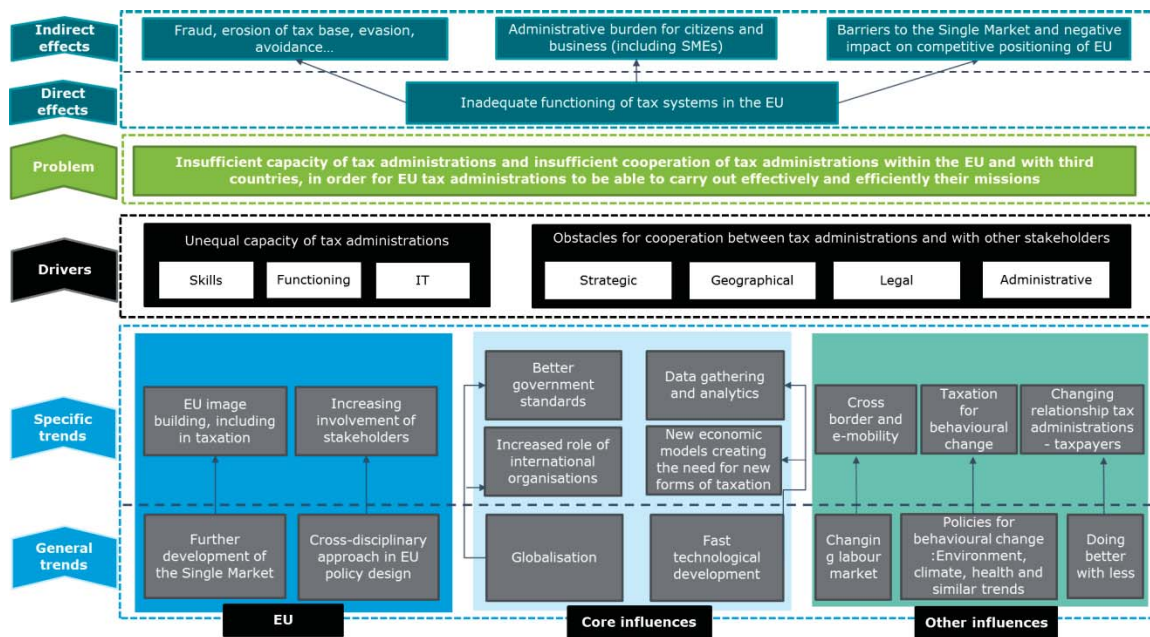 Indirect
effects
Fraud, erosion of tax base, evasion,
avoidance...
Administrative burden for citizens and
business (including SMEs)
Barriers to the Single Market and negative
impact on competitive positioning of EU
Direct
effects
Inadequate functioning of tax systems in the EU
Problem
Insufficient capacity of tax administrations and insufficient cooperation of tax administrations within the EU and with third
countries, in order for EU tax administrations to be able to carry out effectively and efficiently their missions
Drivers
Unequal capacity of tax administrations
Skills
Functioning
IT
Obstacles for cooperation between tax administrations and with other stakeholders
Strategic
Geographical
Legal
Administrative
Specific
trends
EU image
building, including
in taxation
Increasing
involvement of
stakeholders
Better
government
standards
Data gathering
and analytics
Increased role of
international
organisations
New economic
models creating
the need for new
forms of taxation
Cross
border and
e-mobility
Taxation
for
behavioural
change
Changing
relationship tax
administrations
- taxpayers
General
trends
Further
development of
the Single Market
Cross-disciplinary
approach in EU
policy design
Globalisation
Fast
technological
development
Changin
g labour
market
Policies for
behavioural change
:Environment,
climate, health and
similar trends
Doing
better
with less
EU
Core influences
Other influences